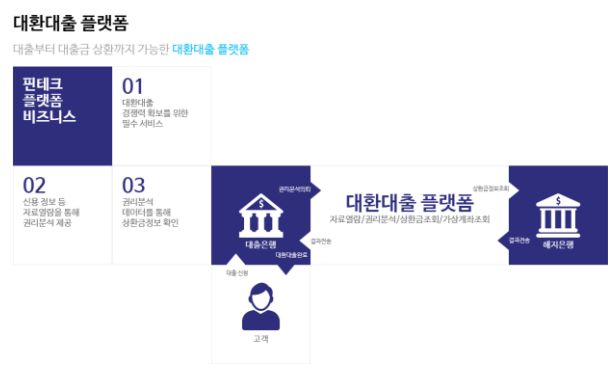 대환대출 플랫폼
대출부터 대출금 상환까지 가능한 대환대출 플랫폼
핀테크
플랫폼
비즈니스
01
대환대출
경쟁력 확보를 위한
필수 서비스
02
신용 정보 등
자료열람을 통해
권리분석 제공
03
권리분석
데이터를 통해
상환금정보 확인
권리분석의뢰
대출은행
대환대출완료
대환대출 플랫폼
자료열람/권리분석/상환금조회/가상계좌조회
결과전송
상환금정보조회
결과전송
해지은행
대출 신청
고객